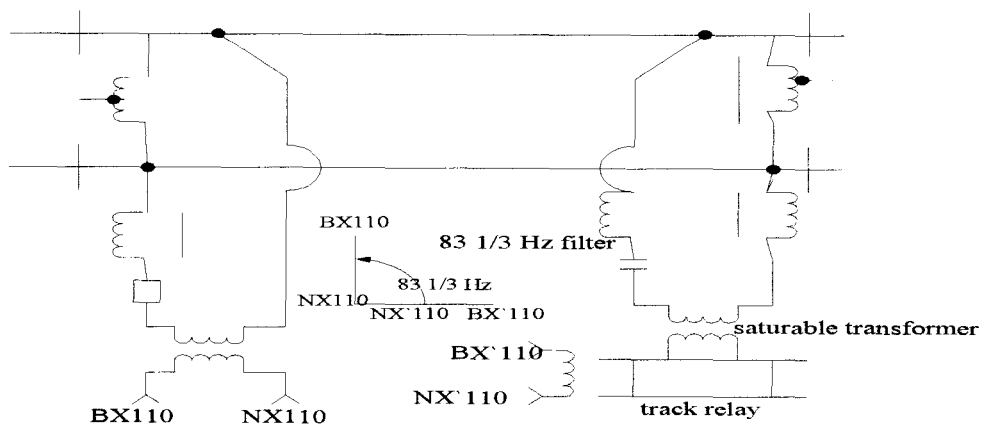 BX110
83 1/3 Hz filter
83 1/3 Hz
NX110
NX`110 BX`110
saturable transformer
BX`110
NX`110
track relay
BX110 NX110